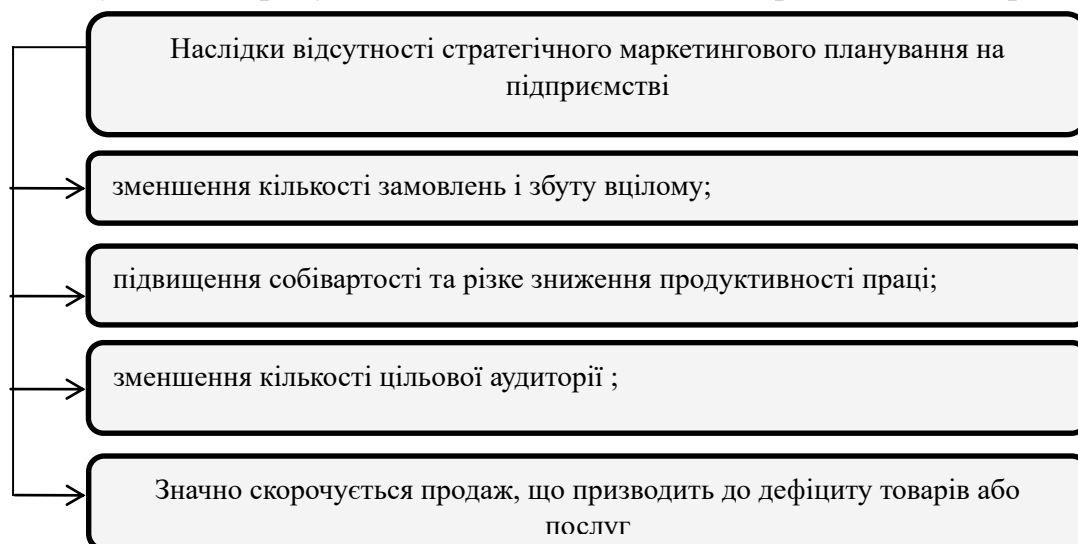 Наслідки відсутності стратегічного маркетингового планування на
підприємстві
зменшення кількості замовлень і збуту вцілому;
підвищення собівартості та різке зниження продуктивності праці;
зменшення кількості цільової аудиторії ;
Значно скорочується продаж, що призводить до дефіциту товарів або
послуг